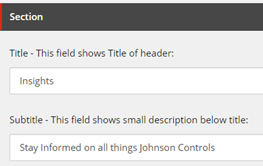 Section
Title - This field shows Title of header:
Insights
Subtitle - This field shows small description below title:
Stay Informed on all things Johnson Controls